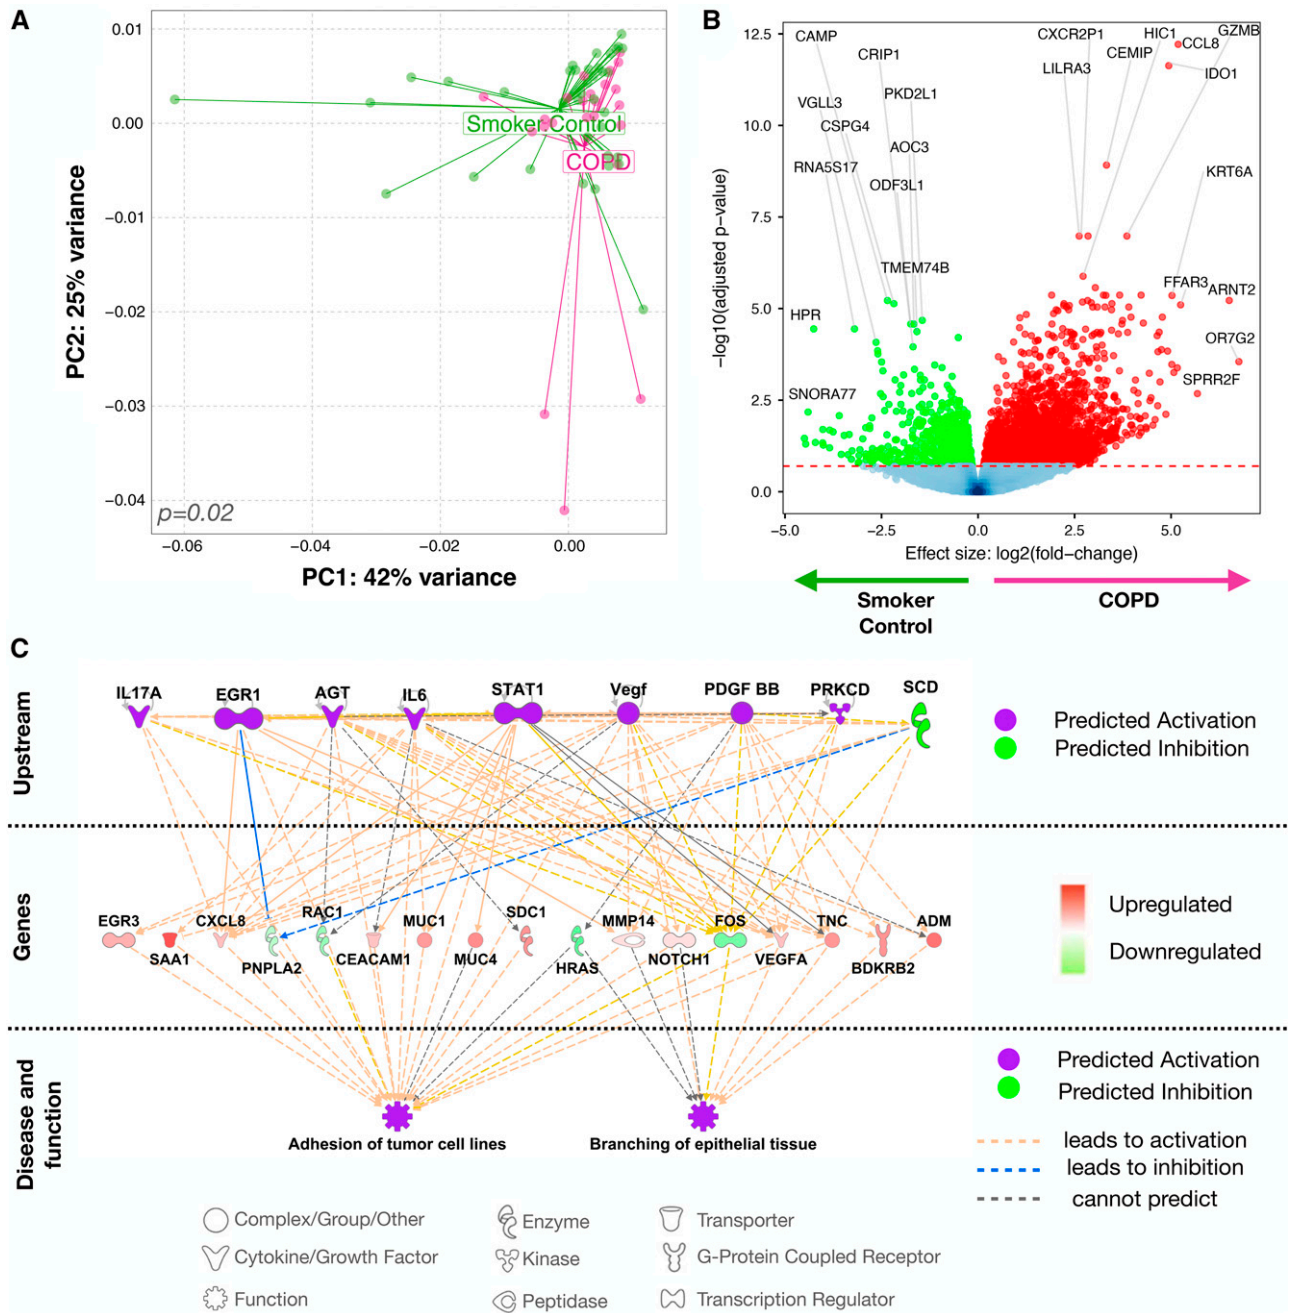 A
PC2: 25% variance
0.01
0.00
−0.01
−0.02
−0.03
−0.04
Smoker Control
COPD
p=0.02
−0.06
−0.04
−0.02
0.00
PC1: 42% variance
B
−log10(adjusted p−value)
12.5
10.0
7.5
5.0
2.5
0.0
CAMP
CRIP1
VGLL3
PKD2L1
CSPG4
AOC3
RNA5S17
ODF3L1
TMEM74B
HPR
SNORA77
CXCR2P1
HIC1
GZMB
CCL8
CEMIP
LILRA3
IDO1
KRT6A
FFAR3
ARNT2
OR7G2
SPRR2F
−5.0
−2.5
0.0
2.5
5.0
Effect size: log2(fold−change)
Smoker
Control
COPD
C
Upstream
IL17A
EGR1
AGT
IL6
STAT1
Vegf
PDGF BB
PRKCD
SCD
Predicted Activation
Predicted Inhibition
Genes
EGR3
SAA1
CXCL8
PNPLA2
RAC1
CEACAM1
MUC1
MUC4
SDC1
HRAS
MMP14
NOTCH1
FOS
VEGFA
TNC
BDKRB2
ADM
Upregulated
Downregulated
Disease and
function
Adhesion of tumor cell lines
Branching of epithelial tissue
Predicted Activation
Predicted Inhibition
leads to activation
leads to inhibition
cannot predict
Complex/Group/Other
Enzyme
Transporter
Cytokine/Growth Factor
Kinase
G-Protein Coupled Receptor
Function
Peptidase
Transcription Regulator